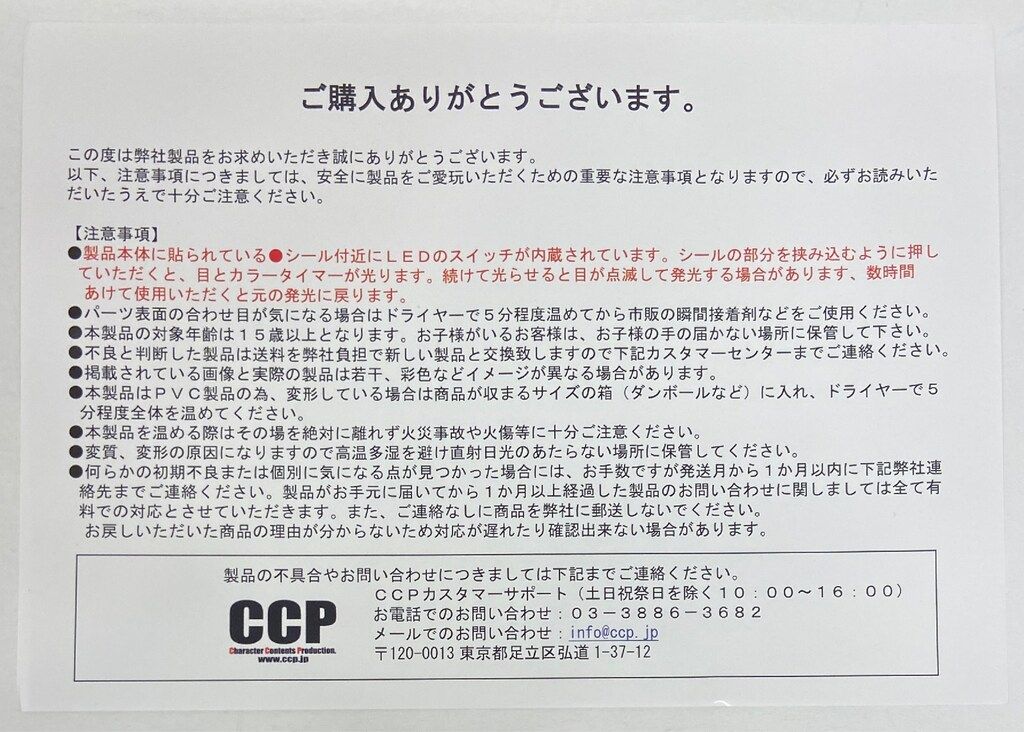 ご購入ありがとうございます。
この度は弊社製品をお求めいただき誠にありがとうございます。
以下、注意事項につきましては、安全に製品をご愛玩いただくための重要な注意事項となりますので、必ずお読みいた
だいたうえで十分ご注意ください。
【注意事項】
●製品本体に貼られている●シール付近にＬＥＤのスイッチが内蔵されています。シールの部分を挟み込むように押し
ていただくと、目とカラータイマーが光ります。続けて光らせると目が点滅して発光する場合があります、数時間
あけて使用いただくと元の発光に戻ります。
●パーツ表面の合わせ目が気になる場合はドライヤーで５分程度温めてから市販の瞬間接着剤などをご使用ください。
●本製品の対象年齢は１５歳以上となります。お子様がいるお客様は、お子様の手の届かない場所に保管して下さい。
●不良と判断した製品は送料を弊社負担で新しい製品と交換致しますので下記カスタマーセンターまでご連絡ください。
●掲載されている画像と実際の製品は若干、彩色などイメージが異なる場合があります。
●本製品はＰＶＣ製品の為、変形している場合は商品が収まるサイズの箱（ダンボールなど）に入れ、ドライヤーで５
分程度全体を温めてください。
●本製品を温める際はその場を絶対に離れず火災事故や火傷等に十分ご注意ください。
●変質、変形の原因になりますので高温多湿を避け直射日光のあたらない場所に保管してください。
●何らかの初期不良または個別に気になる点が見つかった場合には、お手数ですが発送月から１か月以内に下記弊社連
絡先までご連絡ください。製品がお手元に届いてから１か月以上経過した製品のお問い合わせに関しましては全て有
料での対応とさせていただきます。また、ご連絡なしに商品を弊社に郵送しないでください。
お戻しいただいた商品の理由が分からないため対応が遅れたり確認出来ない場合があります。
製品の不具合やお問い合わせにつきましては下記までご連絡ください。
ＣＣＰカスタマーサポート（土日祝祭日を除く１０：００～１６：００）
お電話でのお問い合わせ：０３－３８８６－３６８２
メールでのお問い合わせ：info@ccp.jp
〒120-0013 東京都足立区弘道 1-37-12
CCP
Character Contents Production.
www.ccp.jp